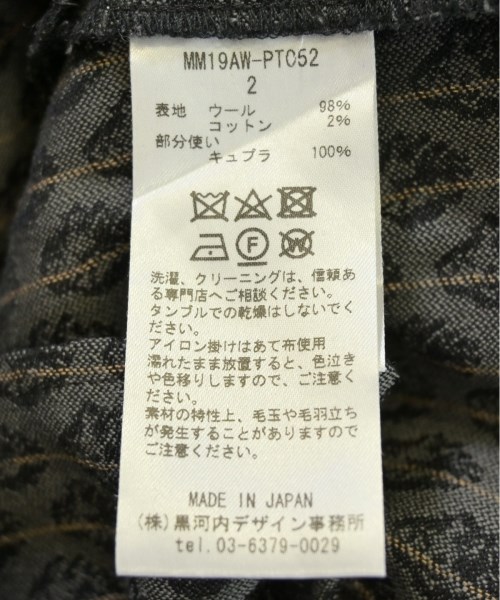 MM19AW-PT052
2
表地 ウール 98%
コットン 2%
部分使い
キュプラ 100%
F
W
洗濯、クリーニングは、信頼あ
る専門店へご相談ください。
タンブルでの乾燥はしないでく
ださい。
アイロン掛けはあて布使用
濡れたまま放置すると、色泣き
や色移りしますので、ご注意く
ださい。
素材の特性上、毛玉や毛羽立ち
が発生することがありますので
ご注意ください。
MADE IN JAPAN
(株)黒河内デザイン事務所
tel.03-6379-0029